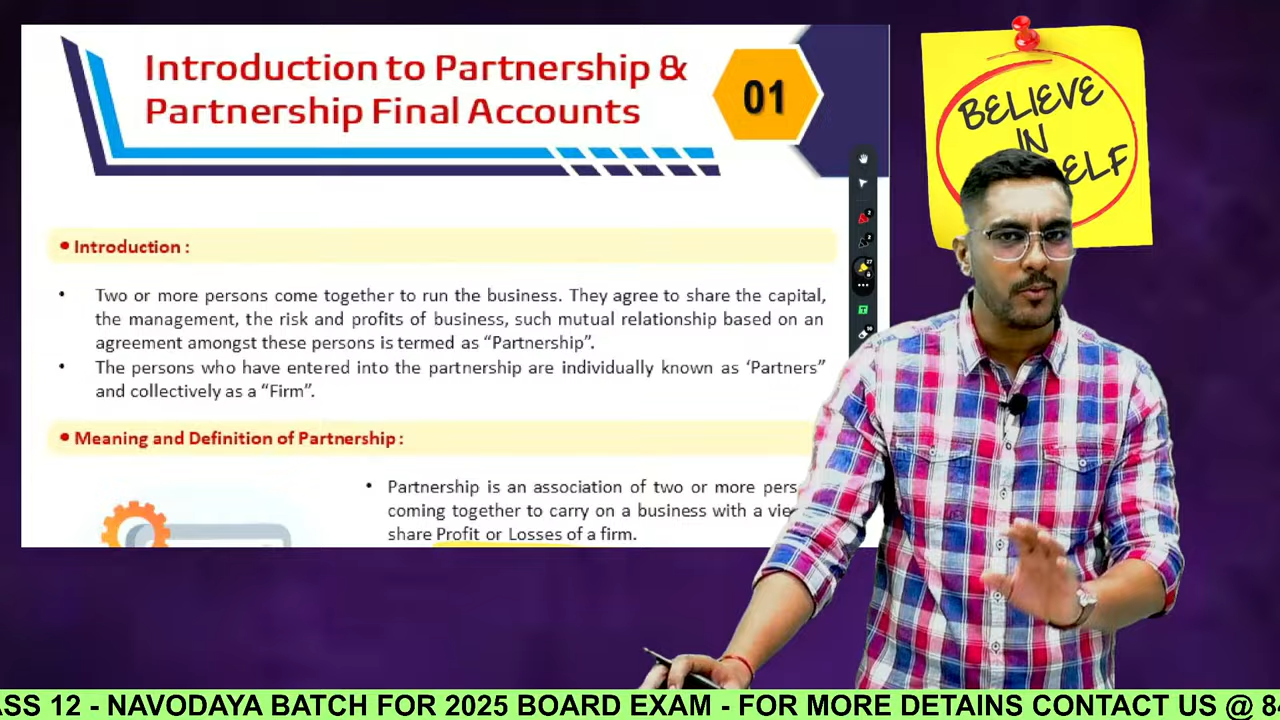 Introduction to Partnership &
Partnership Final Accounts
01
BELIEVE
IN
ELF
• Introduction :
• Two or more persons come together to run the business. They agree to share the capital,
the management, the risk and profits of business, such mutual relationship based on an
agreement amongst these persons is termed as “Partnership”.
• The persons who have entered into the partnership are individually known as ‘Partners”
and collectively as a “Firm”.
• Meaning and Definition of Partnership :
• Partnership is an association of two or more pers
coming together to carry on a business with a vie
share Profit or Losses of a firm.
ASS 12 - NAVODAYA BATCH FOR 2025 BOARD EXAM - FOR MORE DETAINS CONTACT US @ 8